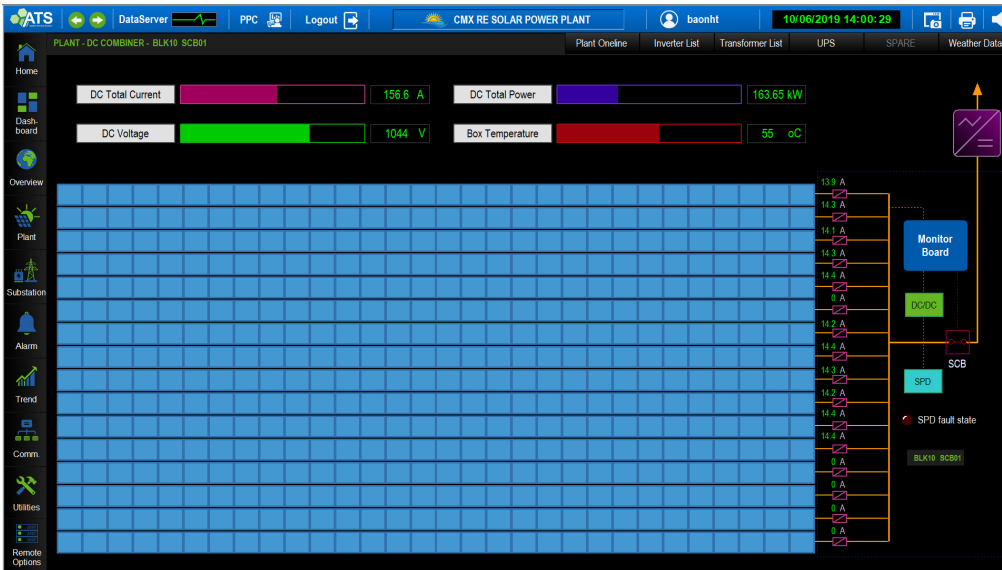 ATS DataServer PPC Logout CMX RE SOLAR POWER PLANT baonht 10/06/2019 14:00:29
PLANT - DC COMBINER - BLK10 SCB01 Plant Oneline Inverter List Transformer List UPS SPARE Weather Data
Home
Dash-
board
Overview
Plant
Substation
Alarm
Trend
Comm.
Utilities
Remote
Options
DC Total Current 156.6 A DC Total Power 163.65 kW
DC Voltage 1044 V Box Temperature 55 oC
13.9 A
14.3 A
14.1 A
14.3 A
14.4 A
0 A
14.2 A
14.4 A
14.3 A
14.2 A
14.4 A
14.4 A
0 A
0 A
0 A
0 A
Monitor
Board
DC/DC
SCB
SPD
SPD fault state
BLK10 SCB01